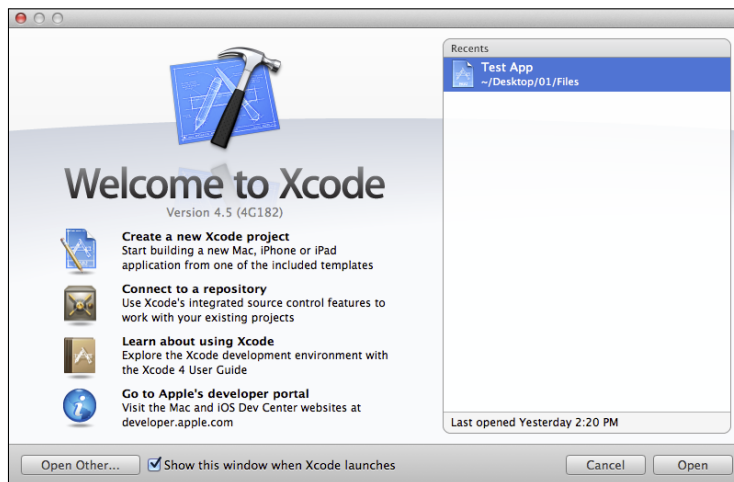 Welcome to Xcode
Version 4.5 (4G182)
Create a new Xcode project
Start building a new Mac, iPhone or iPad
application from one of the included templates
Connect to a repository
Use Xcode's integrated source control features to
work with your existing projects
Learn about using Xcode
Explore the Xcode development environment with
the Xcode 4 User Guide
Go to Apple's developer portal
Visit the Mac and iOS Dev Center websites at
developer.apple.com
Recents
Test App
~/Desktop/01/Files
Last opened Yesterday 2:20 PM
Open Other...
Show this window when Xcode launches
Cancel
Open